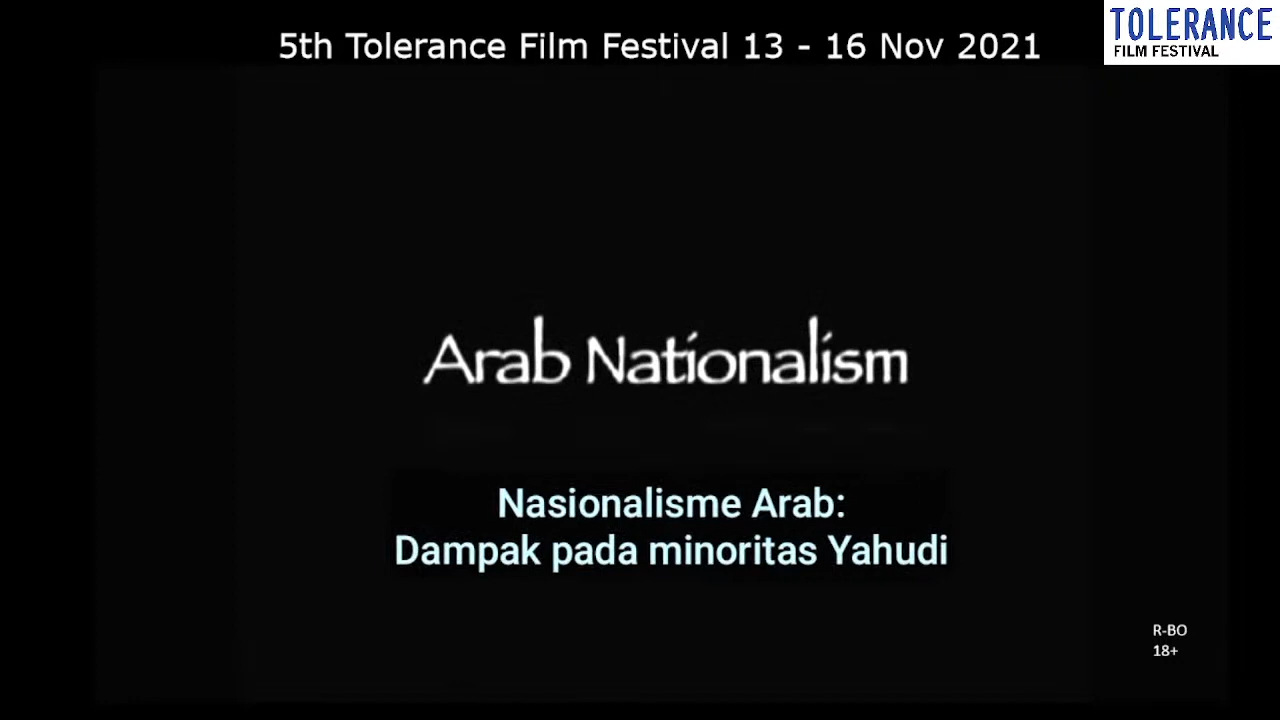 5th Tolerance Film Festival 13 - 16 Nov 2021
TOLERANCE
FILM FESTIVAL
Arab Nationalism
Nasionalisme Arab:
Dampak pada minoritas Yahudi
R-BO
18+